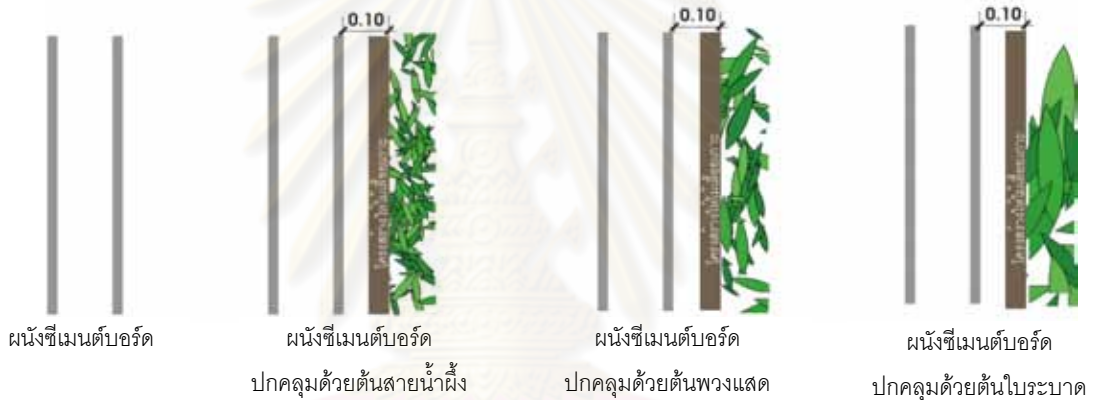 0.10
0.10
0.10
ผนังซีเมนต์บอร์ด
ผนังซีเมนต์บอร์ด
ปกคลุมด้วยต้นสายน้ำผึ้ง
ผนังซีเมนต์บอร์ด
ปกคลุมด้วยต้นพวงแสด
ผนังซีเมนต์บอร์ด
ปกคลุมด้วยต้นใบระบาด